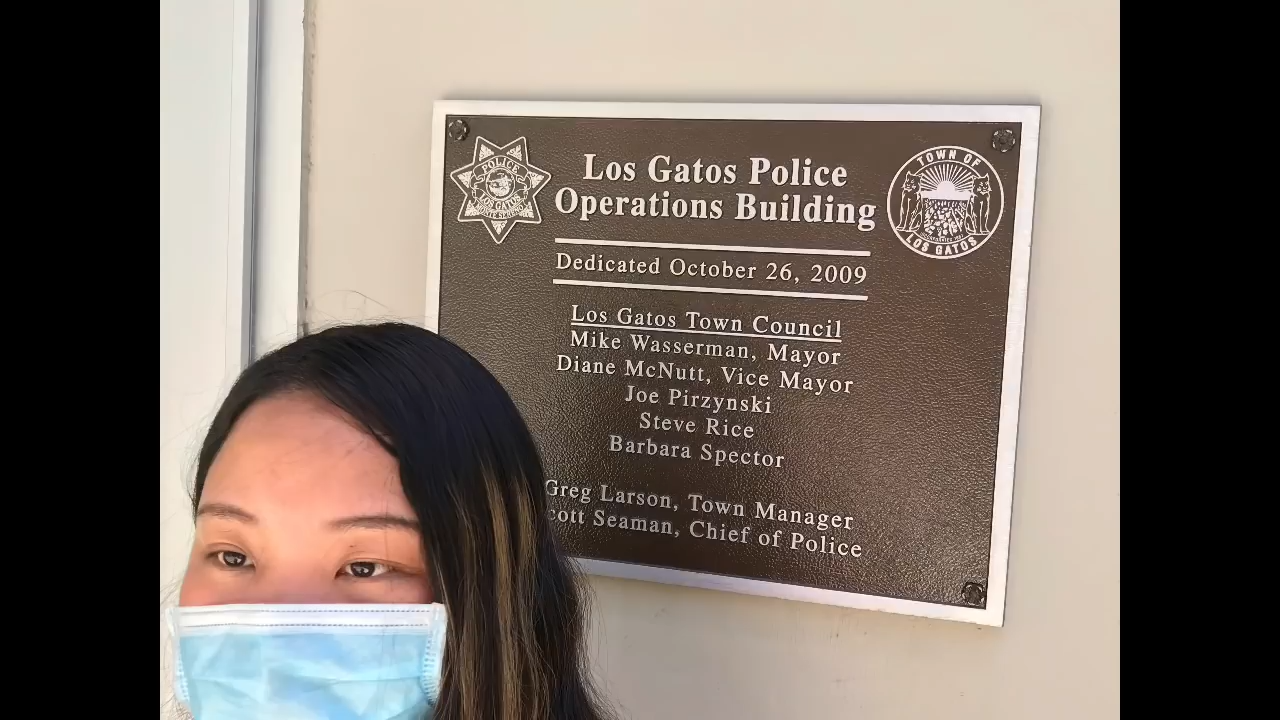 Los Gatos Police
Operations Building
POLICE
LOS GATOS
TOWN OF
LOS GATOS
Dedicated October 26, 2009
Los Gatos Town Council
Mike Wasserman, Mayor
Diane McNutt, Vice Mayor
Joe Pirzynski
Steve Rice
Barbara Spector
Greg Larson, Town Manager
cott Seaman, Chief of Police